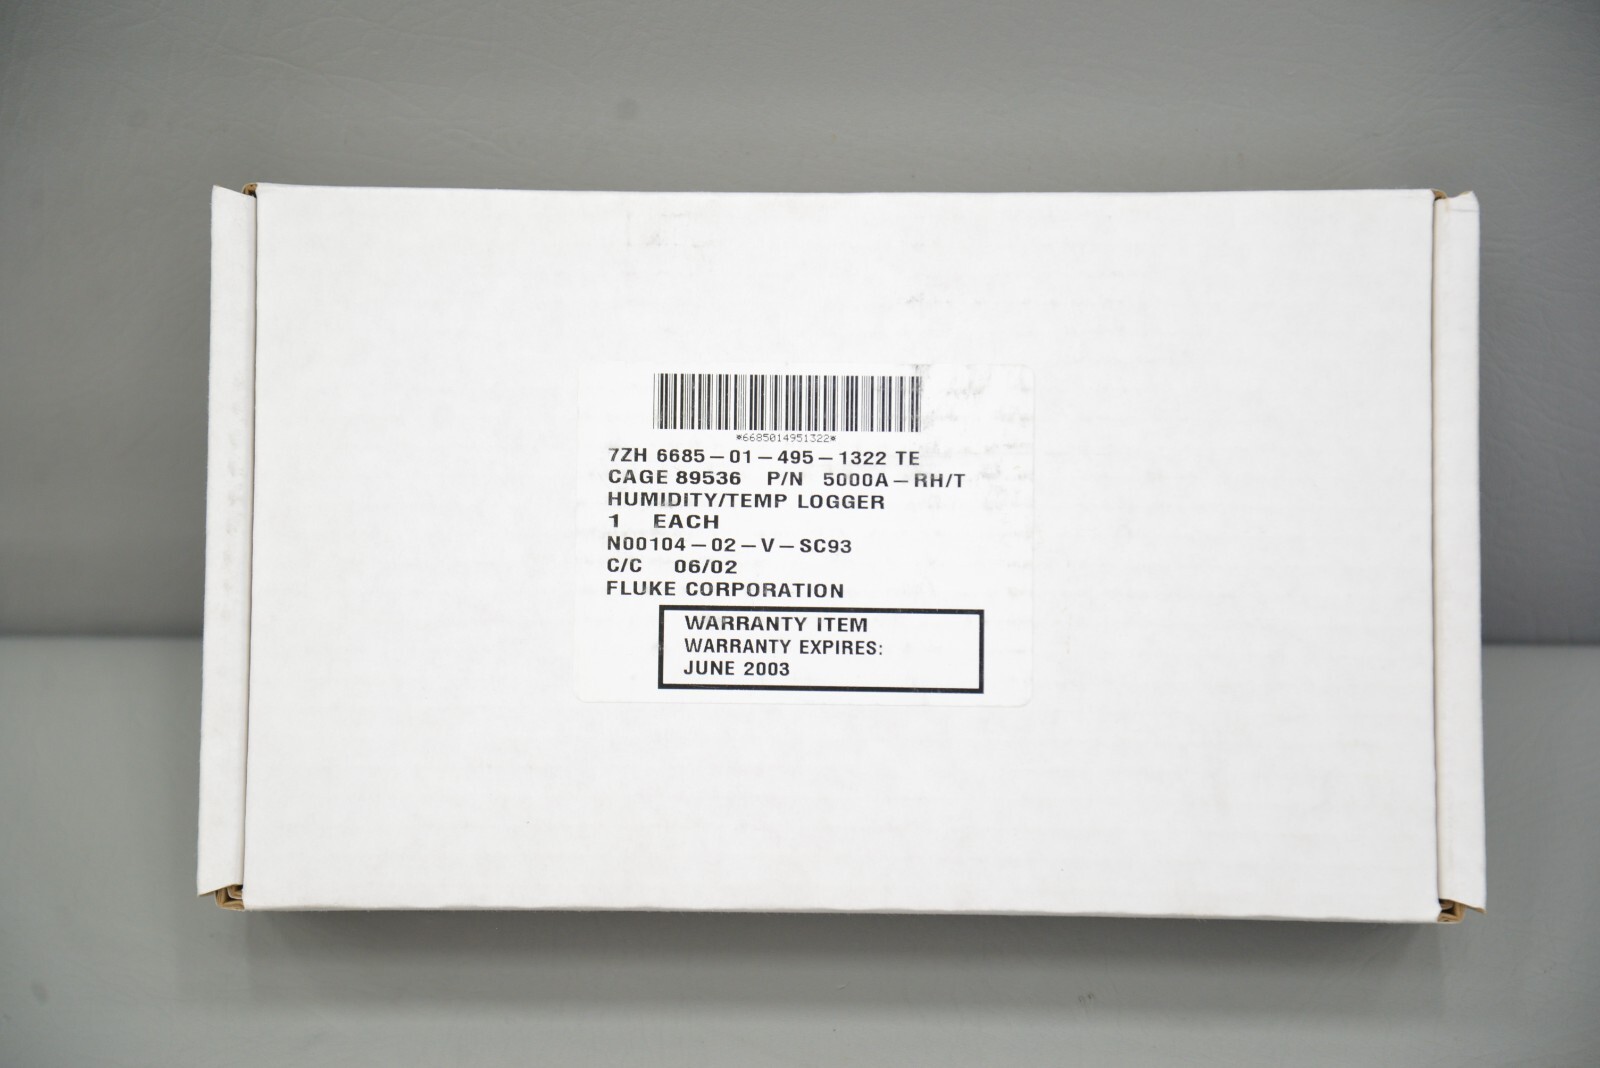 *6685014951322*
7ZH 6685-01-495-1322 TE
CAGE 89536 P/N 5000A-RH/T
HUMIDITY/TEMP LOGGER
1 EACH
N00104-02-V-SC93
C/C 06/02
FLUKE CORPORATION
WARRANTY ITEM
WARRANTY EXPIRES:
JUNE 2003